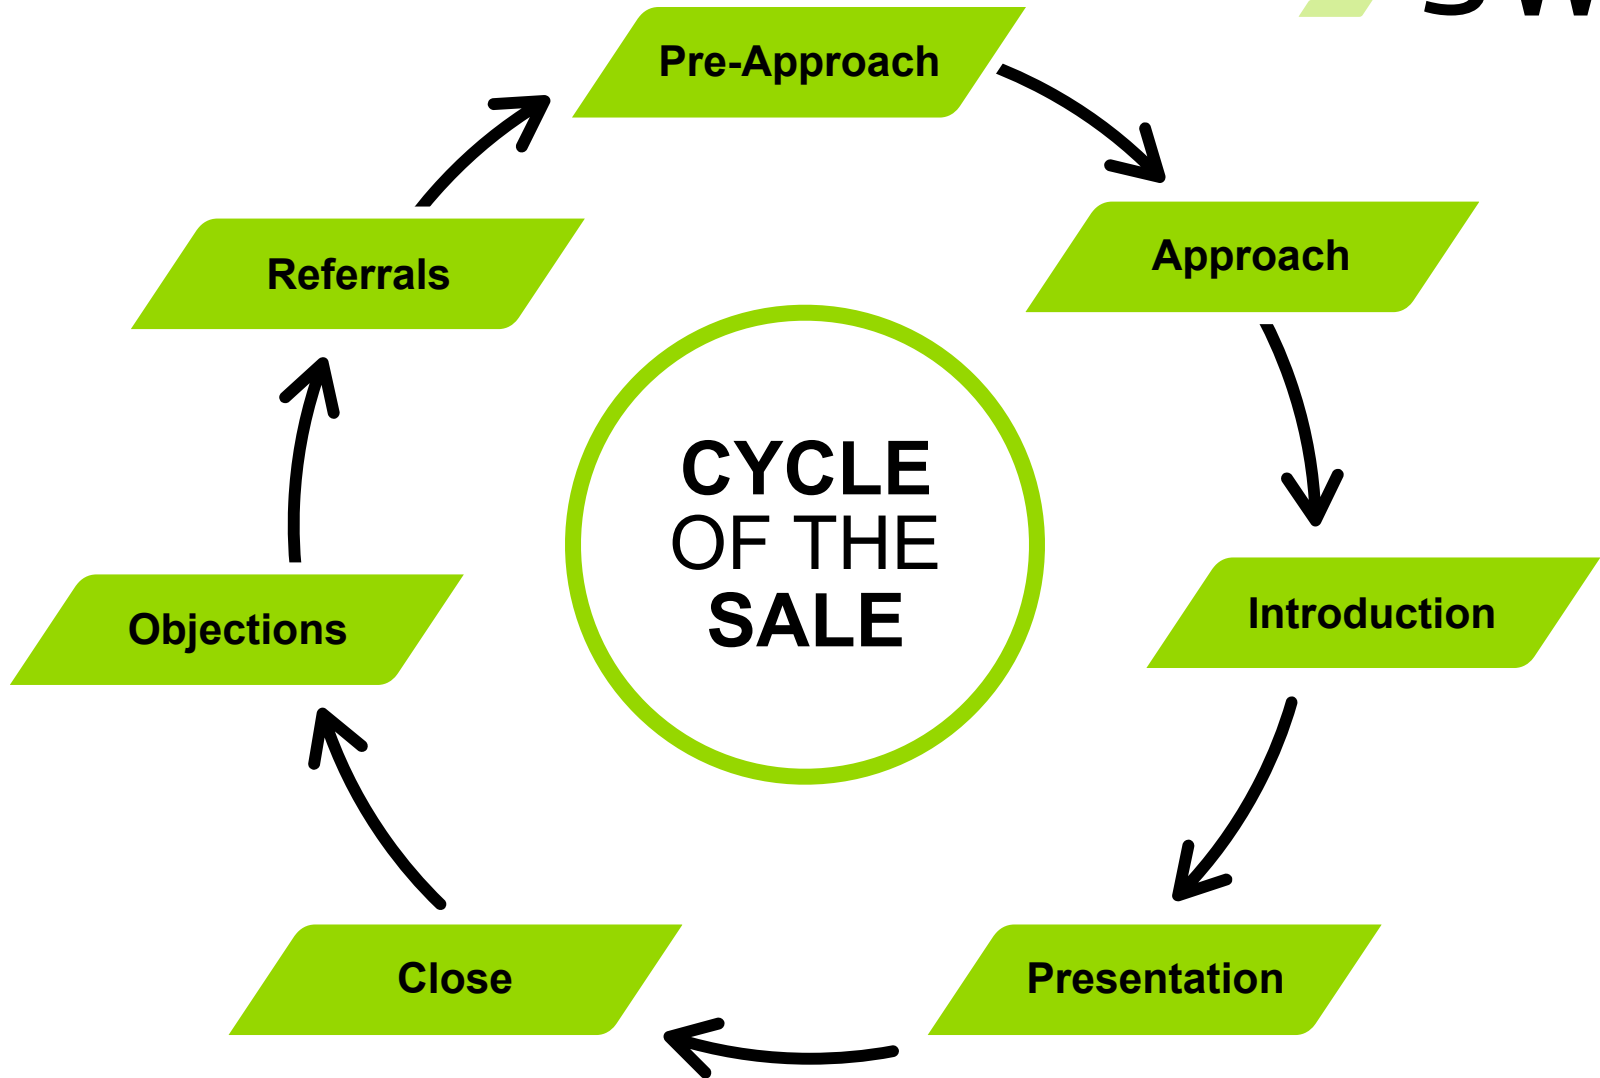 Pre-Approach
Approach
Introduction
Presentation
Close
Objections
Referrals
CYCLE
OF THE
SALE